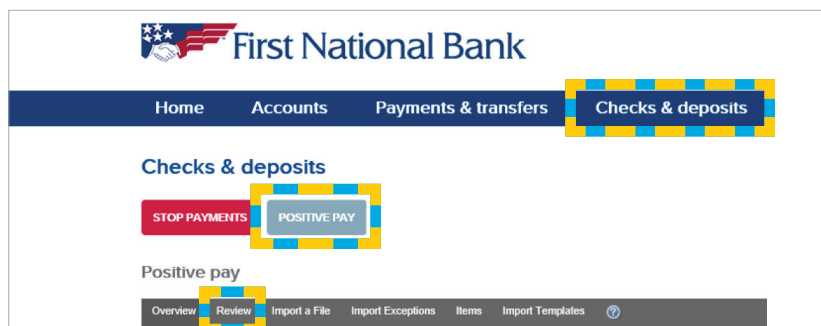 First National Bank
Home Accounts Payments & transfers Checks & deposits
Checks & deposits
STOP PAYMENTS POSITIVE PAY
Positive pay
Overview Review Import a File Import Exceptions Items Import Templates ?